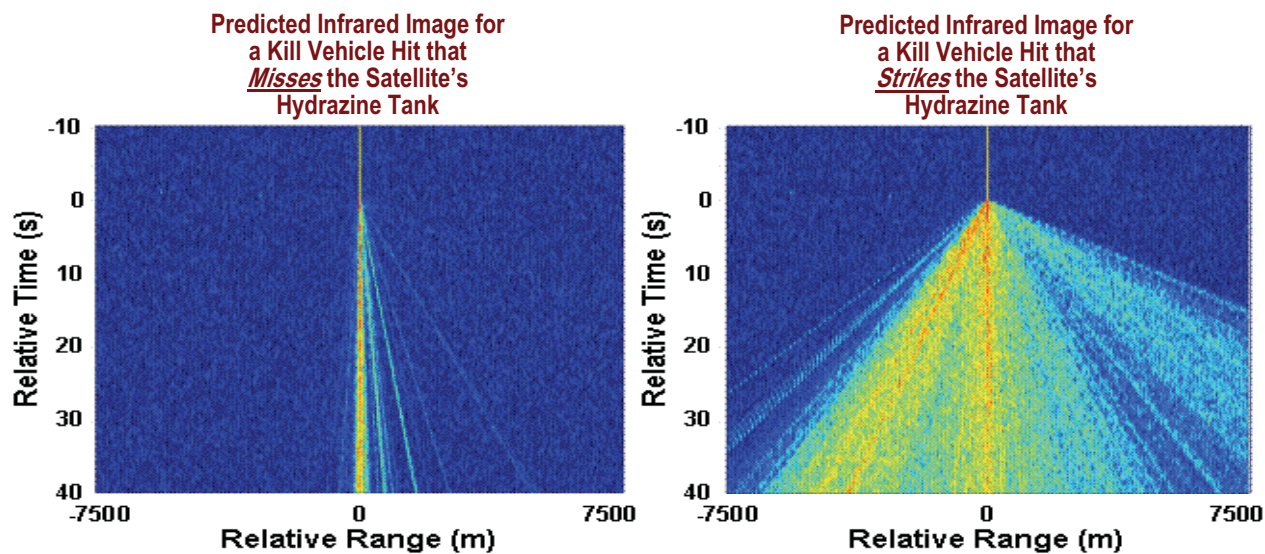 Predicted Infrared Image for
a Kill Vehicle Hit that
Misses the Satellite's
Hydrazine Tank
-10
0
10
20
30
40
Relative Time (s)
-7500 0 7500
Relative Range (m)
Predicted Infrared Image for
a Kill Vehicle Hit that
Strikes the Satellite's
Hydrazine Tank
-10
0
10
20
30
40
Relative Time (s)
-7500 0 7500
Relative Range (m)